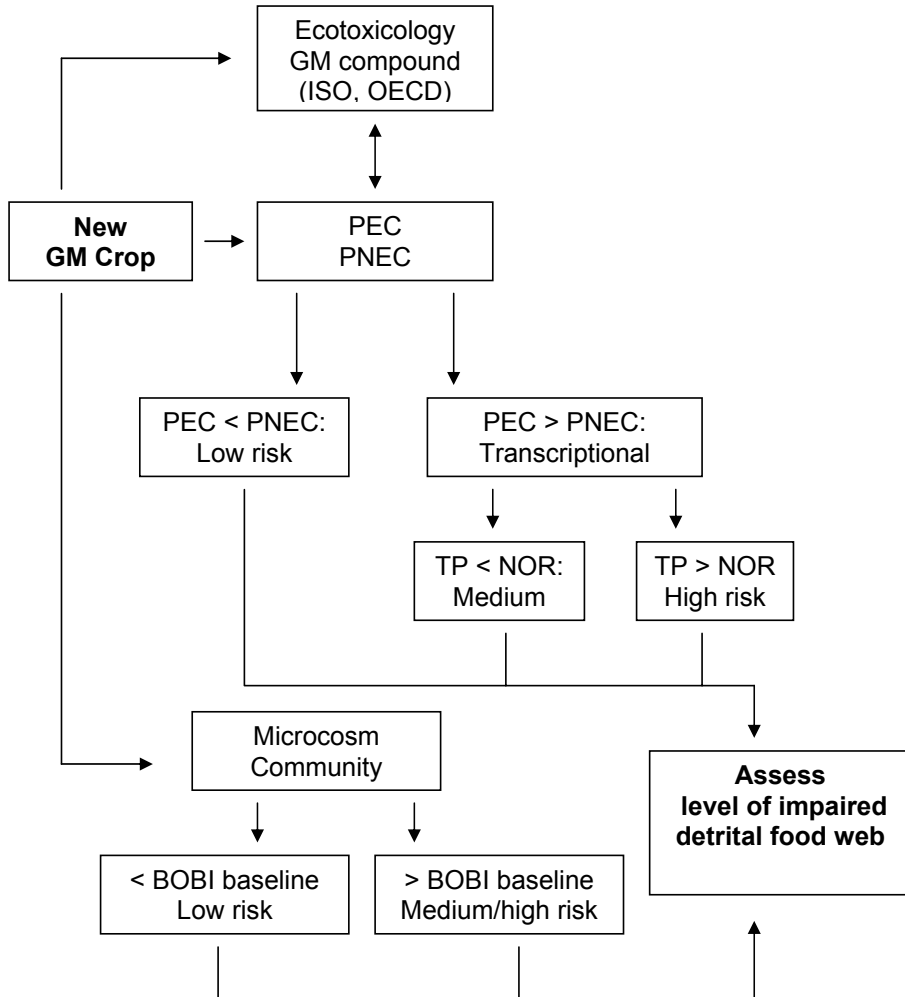 Ecotoxicology
GM compound
(ISO, OECD)
New
GM Crop
PEC
PNEC
PEC < PNEC:
Low risk
PEC > PNEC:
Transcriptional
TP < NOR:
Medium
TP > NOR
High risk
Microcosm
Community
Assess
level of impaired
detrital food web
< BOBI baseline
Low risk
> BOBI baseline
Medium/high risk